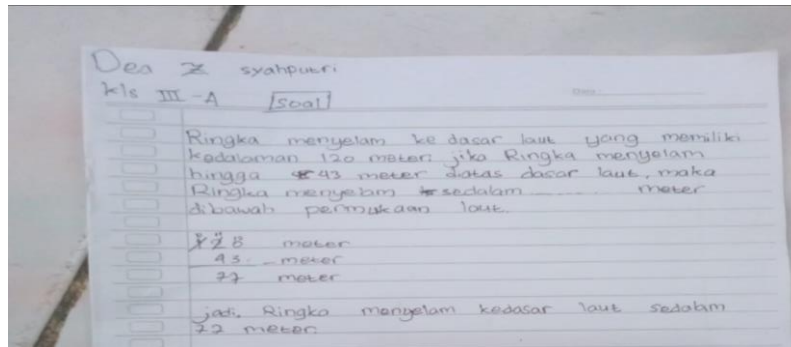 Dea Z syahputri
kls III -A Soal
Ringka menyelam ke dasar laut yang memiliki
kedalaman 120 meter jika Ringka menyelam
hingga 43 meter diatas dasar laut, maka
Ringka menyelam sedalam ........ meter
dibawah permukaan laut.
meter
43 meter
77 meter
jadi, Ringka menyelam kedasar laut sedalam
77 meter